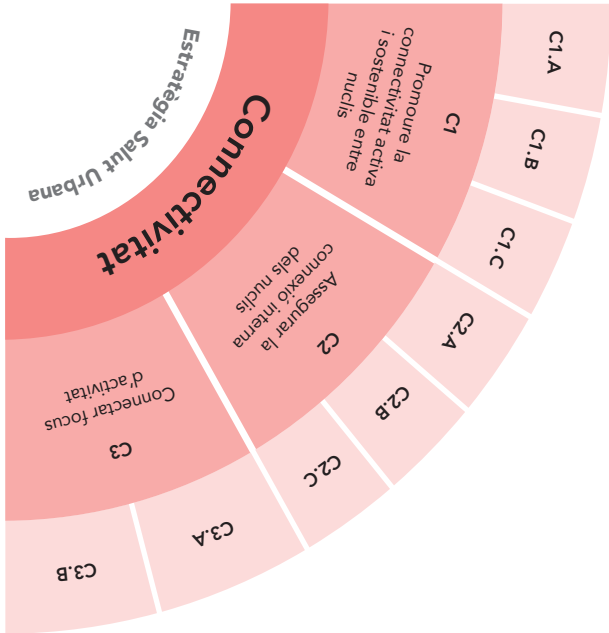 Estratègia Salut Urbana
Connectivitat
C1
Promoure la
connectivitat activa
i sostenible entre
nuclis
C1.A
C1.B
C1.C
C2
Assegurar la
connexió interna
dels nuclis
C2.A
C2.B
C2.C
C3
Connectar focus
d'activitat
C3.A
C3.B